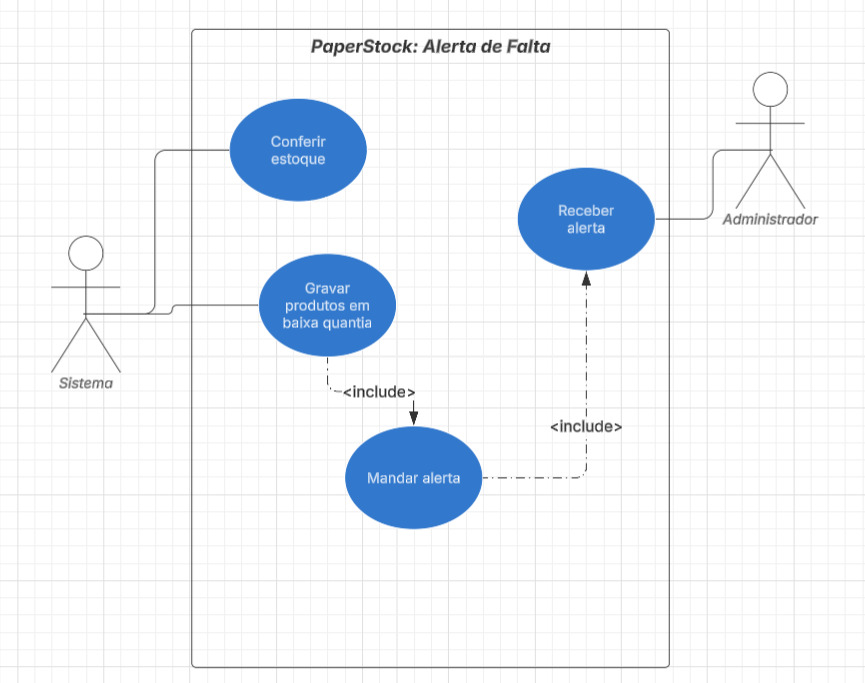 PaperStock: Alerta de Falta
Conferir
estoque
Receber
alerta
Administrador
Gravar
produtos em
baixa quantia
Sistema
<include>
<include>
Mandar alerta